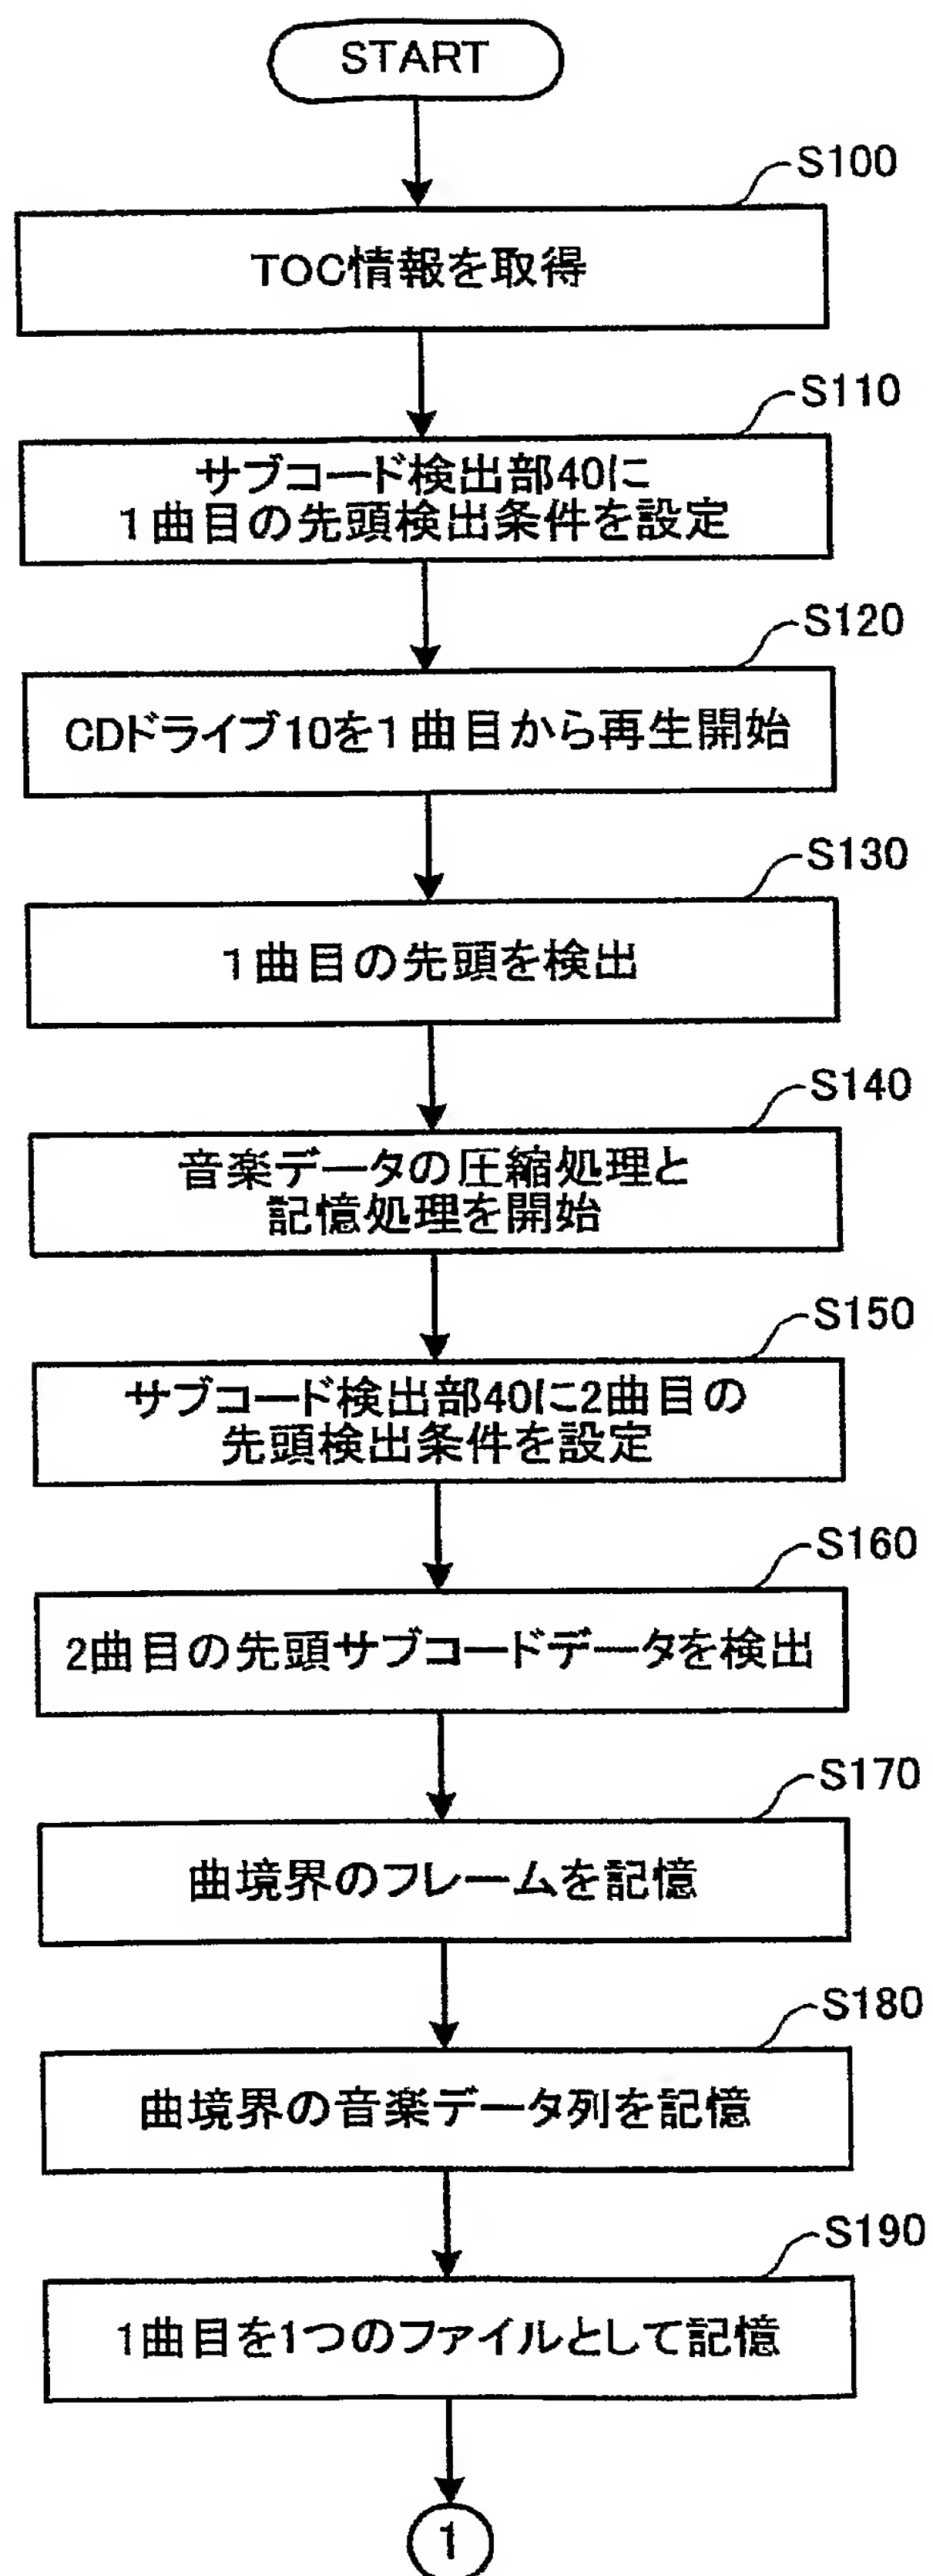 START
S100
TOC情報を取得
S110
サブコード検出部40に
1曲目の先頭検出条件を設定
S120
CDドライブ10を1曲目から再生開始
S130
1曲目の先頭を検出
S140
音楽データの圧縮処理と
記憶処理を開始
S150
サブコード検出部40に2曲目の
先頭検出条件を設定
S160
2曲目の先頭サブコードデータを検出
S170
曲境界のフレームを記憶
S180
曲境界の音楽データ列を記憶
S190
1曲目を1つのファイルとして記憶
1